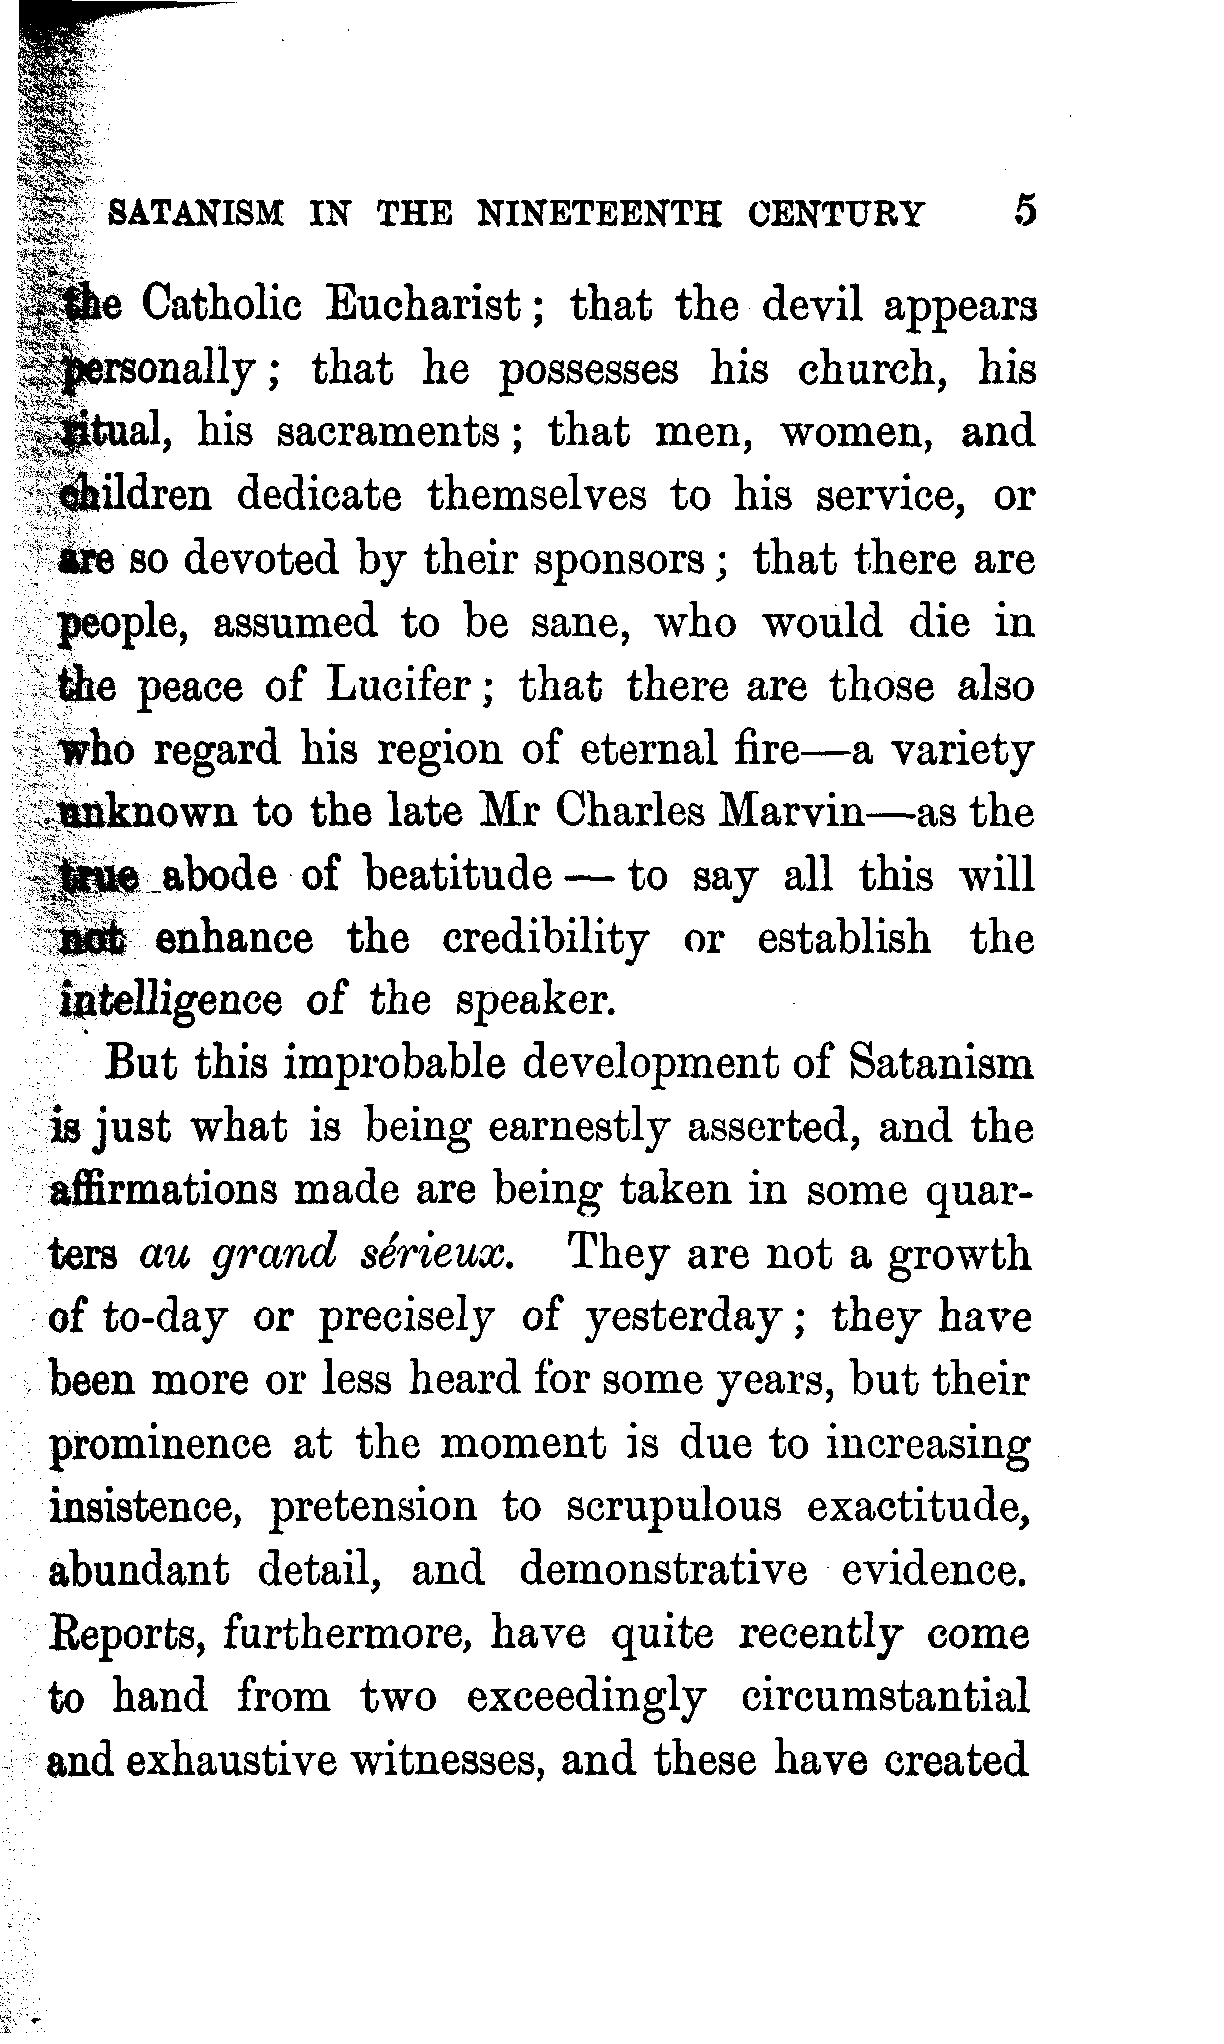 SATANISM IN THE NINETEENTH CENTURY 5
the Catholic Eucharist; that the devil appears
personally; that he possesses his church, his
ritual, his sacraments; that men, women, and
children dedicate themselves to his service, or
are so devoted by their sponsors; that there are
people, assumed to be sane, who would die in
the peace of Lucifer; that there are those also
who regard his region of eternal fire—a variety
unknown to the late Mr Charles Marvin—as the
true abode of beatitude — to say all this will
not enhance the credibility or establish the
intelligence of the speaker.
But this improbable development of Satanism
is just what is being earnestly asserted, and the
affirmations made are being taken in some quar-
ters au grand sérieux. They are not a growth
of to-day or precisely of yesterday; they have
been more or less heard for some years, but their
prominence at the moment is due to increasing
insistence, pretension to scrupulous exactitude,
abundant detail, and demonstrative evidence.
Reports, furthermore, have quite recently come
to hand from two exceedingly circumstantial
and exhaustive witnesses, and these have created